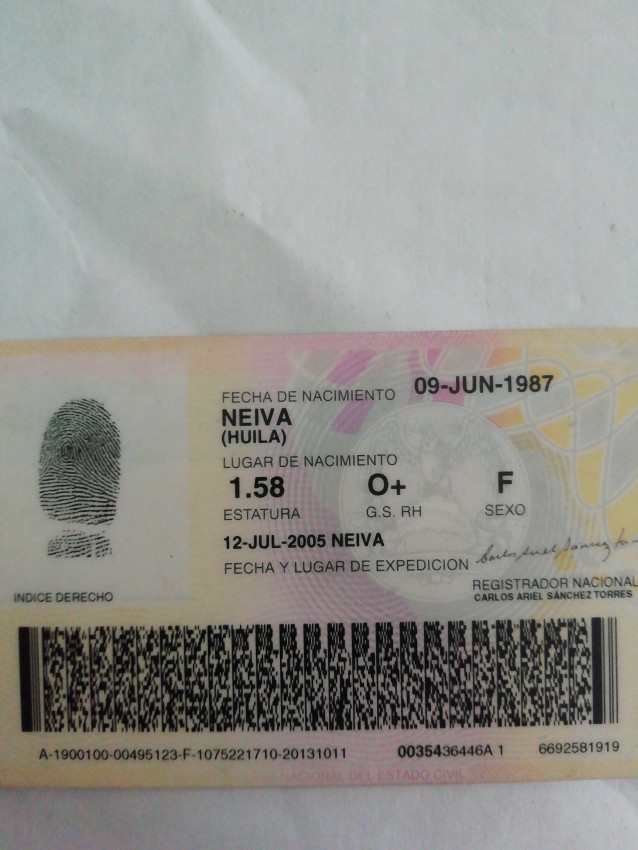 FECHA DE NACIMIENTO 09-JUN-1987
NEIVA
(HUILA)
LUGAR DE NACIMIENTO
1.58 O+ F
ESTATURA G.S. RH SEXO
12-JUL-2005 NEIVA
FECHA Y LUGAR DE EXPEDICION
INDICE DERECHO
REGISTRADOR NACIONAL
CARLOS ARIEL SÁNCHEZ TORRES
A-1900100-00495123-F-1075221710-20131011 0035436446A 1 6692581919
NACIONAL DEL ESTADO CIVIL